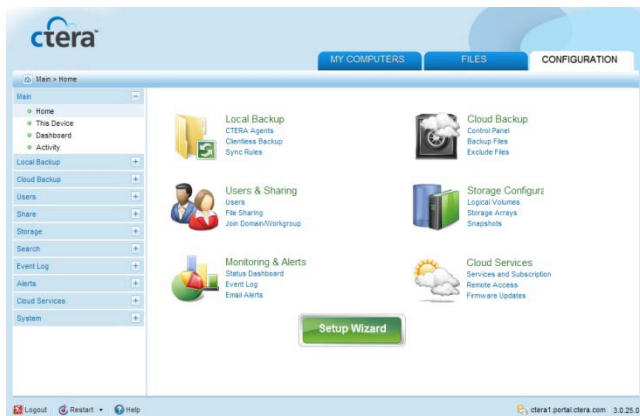 ctera
MY COMPUTERS
FILES
CONFIGURATION
Main > Home
Main
Home
This Device
Dashboard
Activity
Local Backup
Cloud Backup
Users
Share
Storage
Search
Event Log
Alerts
Cloud Services
System
Local Backup
CTERA Agents
Clientless Backup
Sync Rules
Cloud Backup
Control Panel
Backup Files
Exclude Files
Users & Sharing
Users
File Sharing
Join Domain/Workgroup
Storage Configura
Logical Volumes
Storage Arrays
Snapshots
Monitoring & Alerts
Status Dashboard
Event Log
Email Alerts
Cloud Services
Services and Subscription
Remote Access
Firmware Updates
Setup Wizard
Logout
Restart
Help
ctera1.portal.ctera.com 3.0.25.0